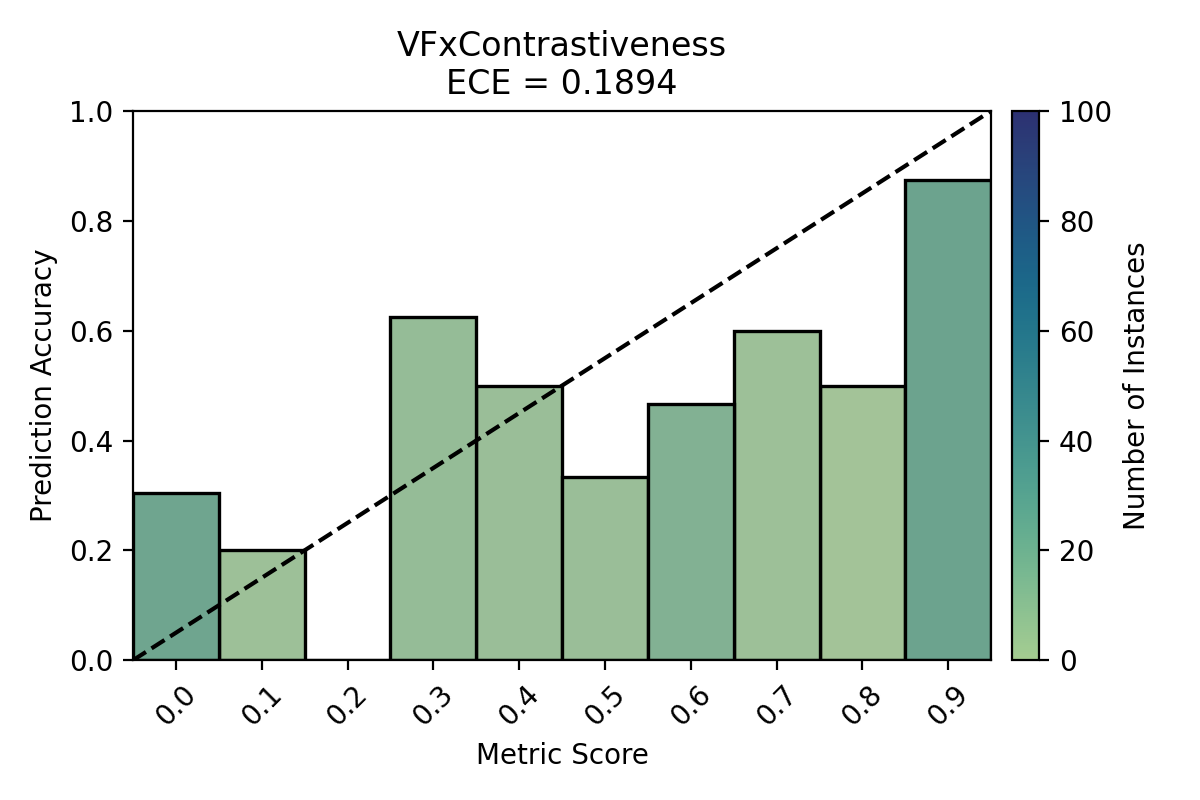 VFxContrastiveness
ECE = 0.1894
1.0
0.8
0.6
0.4
0.2
0.0
Prediction Accuracy
0.0 0.1 0.2 0.3 0.4 0.5 0.6 0.7 0.8 0.9
Metric Score
100
80
60
40
20
0
Number of Instances